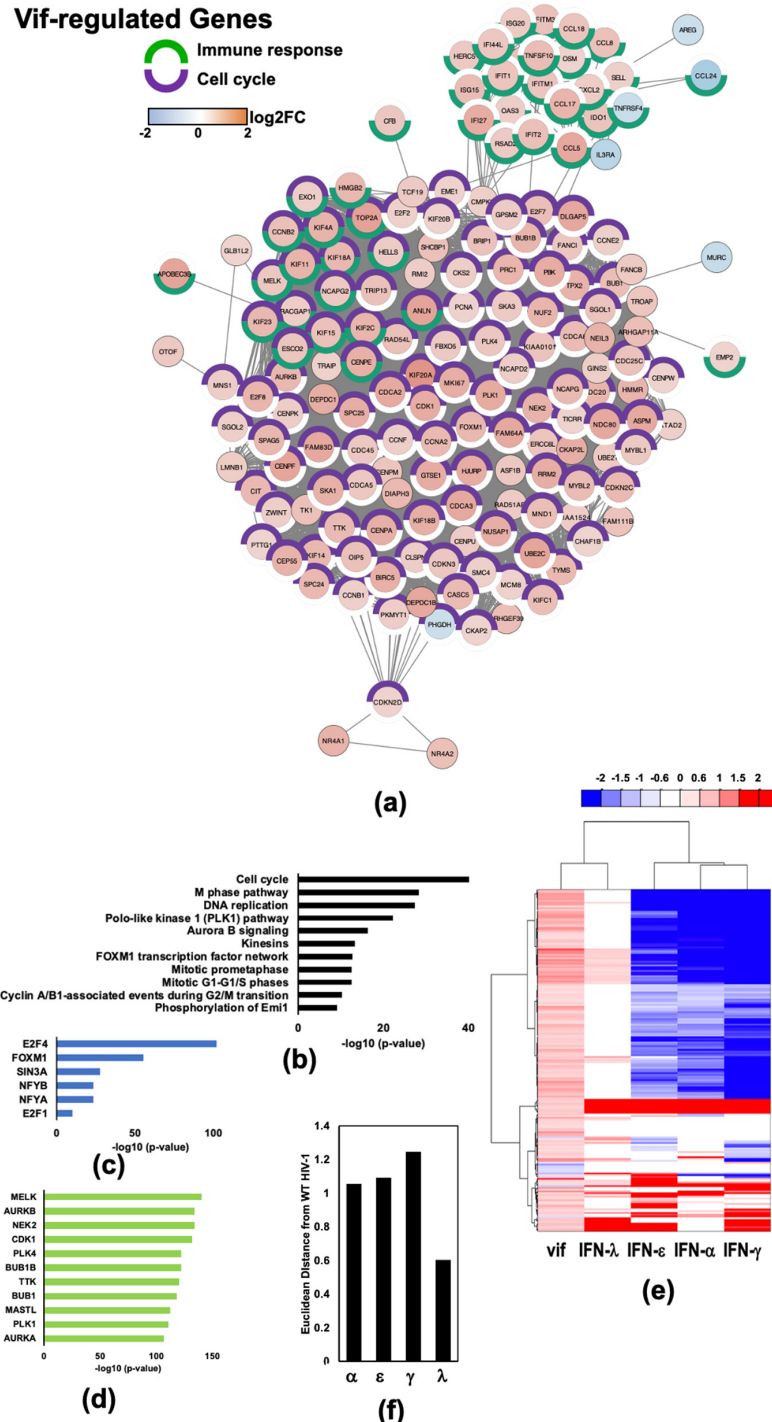 Vif-regulated Genes
Immune response
Cell cycle
log2FC
-2 0 2
ISG20 IFITM3
IFI44L CCL18 AREG
CCL8
HERC5 TNFSF10 OSM
IFIT1 SELL CCL24
ISG15 IFITM1 CXCL2
OAS3 CCL17 TNFRSF4
CFB IFI27 IDO1
RSAD2 IFIT2
CCL5 IL3RA
EXO1 HMGB2 TCF19 EME1
CMPK
TOP2A E2F2 KIF20B GPSM2 E2F7 DLGAP5
CCNB2 KIF4A
BRIP1 BUB1B FANCI CCNE2
GLB1L2 KIF18A HELLS SHCBP1
KIF11 MURC
APOBEC3B RMI2 CKS2 PRC1 PBK FANCB
MELK NCAPG2 TRIP13 TPX2 BUB1
RACGAP1 ANLN PCNA SKA3 NUF2 SGOL1 TROAP
KIF23 KIF15 KIF2C RAD54L ARHGAP11A
ESCO2 FBXO5 PLK4 KIAA0101 CDCA NEIL3
OTOF TRAIP CENPE EMP2
NCAPD2 GINS2 CDC25C
MNS1 AURKB KIF20A MKI67 CENPW
E2F8 DEPDC1 CDCA2 PLK1 NCAPG DC20 HMMR
CENPK SPC25 CDK1 NEK2
SGOL2 FOXM1 TICRR NDC80 ASPM TAD2
SPAG5 FAM83D CDC45 CCNF CCNA2 FAM64A ERCC6L CKAP2L MYBL1
LMNB1 CENPF CENPM GTSE1 HJURP ASF1B RRM2 UBE2
CIT SKA1 CDCA5 DIAPH3 MYBL2 CDKN2C
TK1 CDCA3 RAD51A
ZWINT TTK CENPA KIF18B NUSAP1 MND1 IAA1524 FAM111B
PTTG1 CENPU CHAF1B
CEP55 KIF14 OIP5 CLSPN CDKN3 UBE2C
SPC24 BIRC5 SMC4 TYMS
CCNB1 DEPDC1B CASC5 MCM8 KIFC1
PKMYT1 PHGDH CKAP2 RHGEF39
CDKN2D
NR4A1 NR4A2
(a)
Cell cycle
M phase pathway
DNA replication
Polo-like kinase 1 (PLK1) pathway
Aurora B signaling
Kinesins
FOXM1 transcription factor network
Mitotic prometaphase
Mitotic G1-G1/S phases
Cyclin A/B1-associated events during G2/M transition
Phosphorylation of Emi1
0 20 40
-log10 (p-value)
(b)
E2F4
FOXM1
SIN3A
NFYB
NFYA
E2F1
0 50 100
-log10 (p-value)
(c)
MELK
AURKB
NEK2
CDK1
PLK4
BUB1B
TTK
BUB1
MASTL
PLK1
AURKA
0 50 100 150
-log10 (p-value)
(d)
-2 -1.5 -1 -0.6 0 0.6 1.5 2
vif IFN-λ IFN-ε IFN-α IFN-γ
(e)
Euclidean Distance from WT HIV-1
1.4
1.2
1
0.8
0.6
0.4
0.2
0
α ε γ λ
(f)